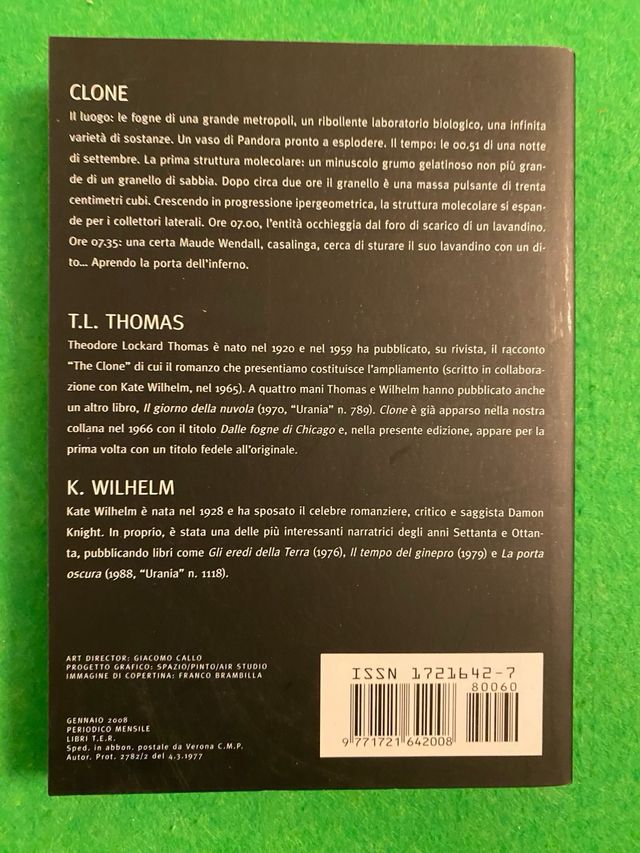 CLONE
Il luogo: le fogne di una grande metropoli, un ribollente laboratorio biologico, una infinita
varietà di sostanze. Un vaso di Pandora pronto a esplodere. Il tempo: le 00.51 di una notte
di settembre. La prima struttura molecolare: un minuscolo grumo gelatinoso non più gran-
de di un granello di sabbia. Dopo circa due ore il granello è una massa pulsante di trenta
centimetri cubi. Crescendo in progressione ipergeometrica, la struttura molecolare si espan-
de per i collettori laterali. Ore 07.00, l'entità occhieggia dal foro di scarico di un lavandino.
Ore 07.35: una certa Maude Wendall, casalinga, cerca di sturare il suo lavandino con un di-
to... Aprendo la porta dell'inferno.
T.L. THOMAS
Theodore Lockard Thomas è nato nel 1920 e nel 1959 ha pubblicato, su rivista, il racconto
"The Clone" di cui il romanzo che presentiamo costituisce l'ampliamento (scritto in collabora-
zione con Kate Wilhelm, nel 1965). A quattro mani Thomas e Wilhelm hanno pubblicato anche
un altro libro, Il giorno della nuvola (1970, "Urania" n. 789). Clone è già apparso nella nostra
collana nel 1966 con il titolo Dalle fogne di Chicago e, nella presente edizione, appare per la
prima volta con un titolo fedele all'originale.
K. WILHELM
Kate Wilhelm è nata nel 1928 e ha sposato il celebre romanziere, critico e saggista Damon
Knight. In proprio, è stata una delle più interessanti narratrici degli anni Settanta e Ottan-
ta, pubblicando libri come Gli eredi della Terra (1976), Il tempo del ginepro (1979) e La porta
oscura (1988, "Urania" n. 1118).
ART DIRECTOR: GIACOMO CALLO
PROGETTO GRAFICO: SPAZIO/PINTO/AIR STUDIO
IMMAGINE DI COPERTINA: FRANCO BRAMBILLA
GENNAIO 2008
PERIODICO MENSILE
LIBRI T.E.R.
Sped. in abbon. postale da Verona C.M.P.
Autor. Prot. 2782/2 del 4.3.1977
ISSN 1721642-7
80060
9 771721 642008